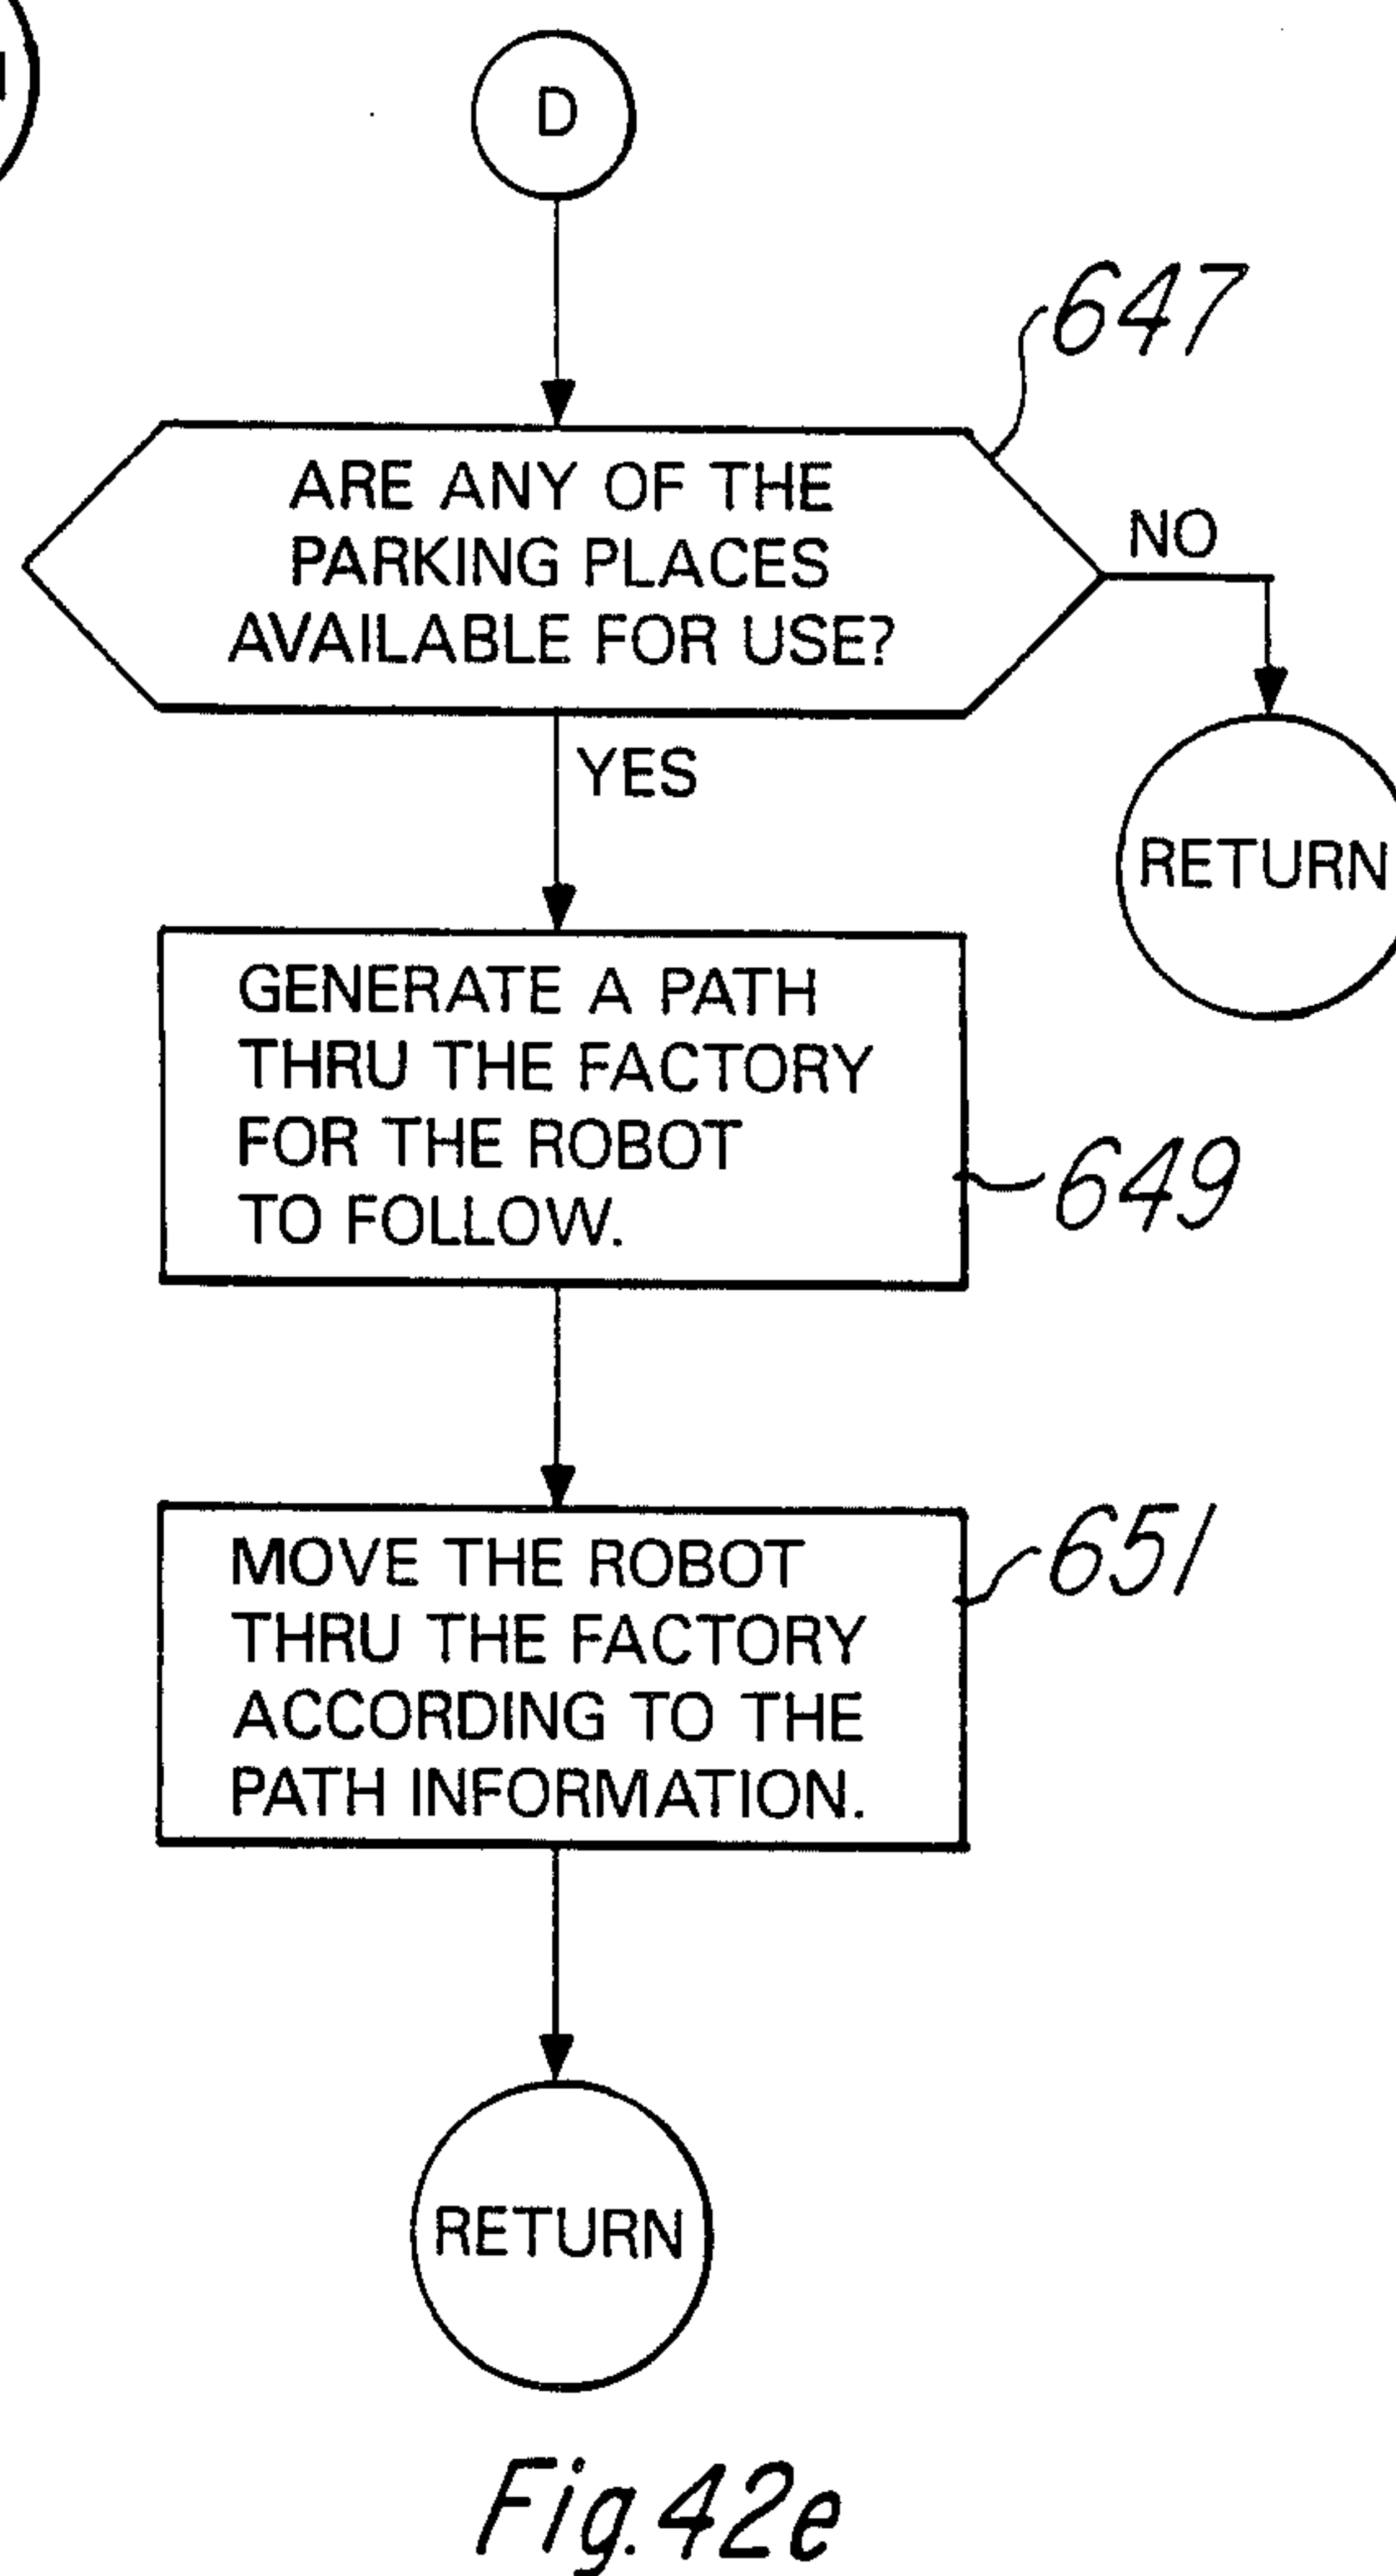 D
647
ARE ANY OF THE
PARKING PLACES
AVAILABLE FOR USE?
NO
YES
RETURN
GENERATE A PATH
THRU THE FACTORY
FOR THE ROBOT
TO FOLLOW.
649
MOVE THE ROBOT
THRU THE FACTORY
ACCORDING TO THE
PATH INFORMATION.
651
RETURN
Fig. 42e